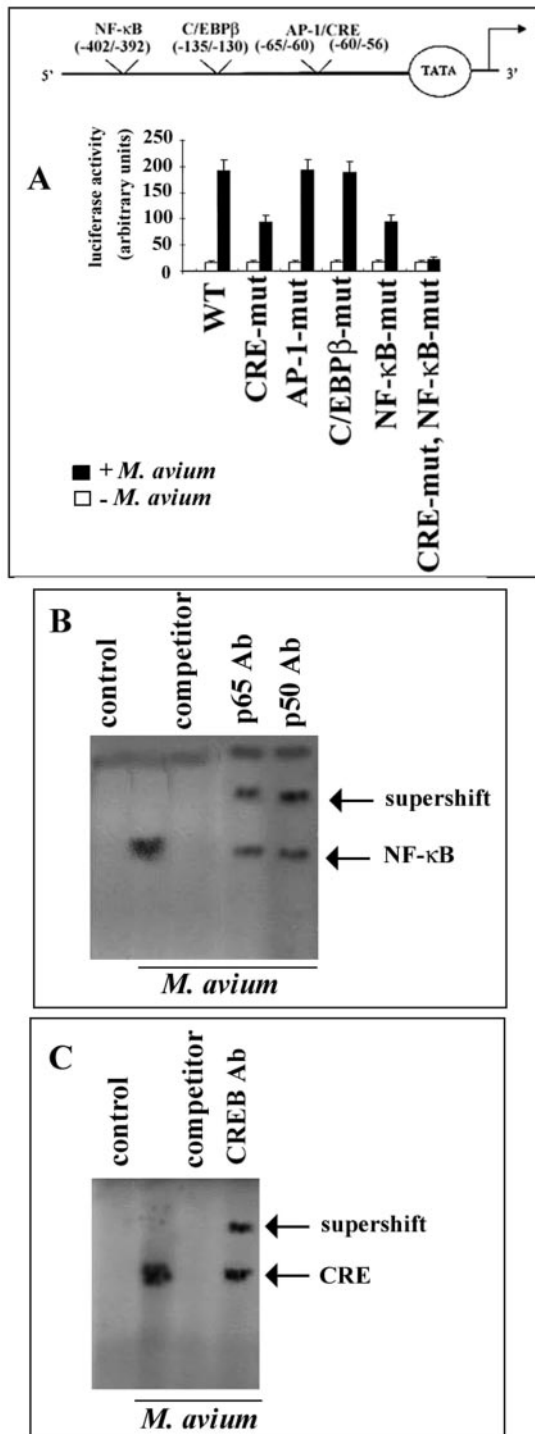 NF-κB C/EBPβ AP-1/CRE
(-402/-392) (-135/-130) (-65/-60) (-60/-56)
5' TATA 3'
A
luciferase activity
(arbitrary units)
250
200
150
100
50
0
WT
CRE-mut
AP-1-mut
C/EBPβ-mut
NF-κB-mut
CRE-mut, NF-κB-mut
+ M. avium
- M. avium
B
control
competitor
p65 Ab
p50 Ab
supershift
NF-κB
M. avium
C
control
competitor
CREB Ab
supershift
CRE
M. avium